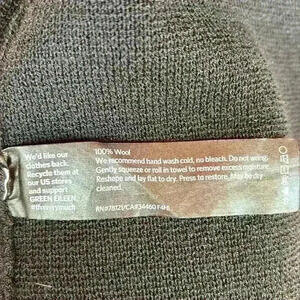 We'd like our
clothes back.
Recycle them at
our US stores
and support
GREEN EILEEN.
100% Wool
We recommend hand wash cold, no bleach. Do not wring.
Gently squeeze or roll in towel to remove excess moisture.
Reshape and lay flat to dry. Press to restore. May be dry
cleaned.